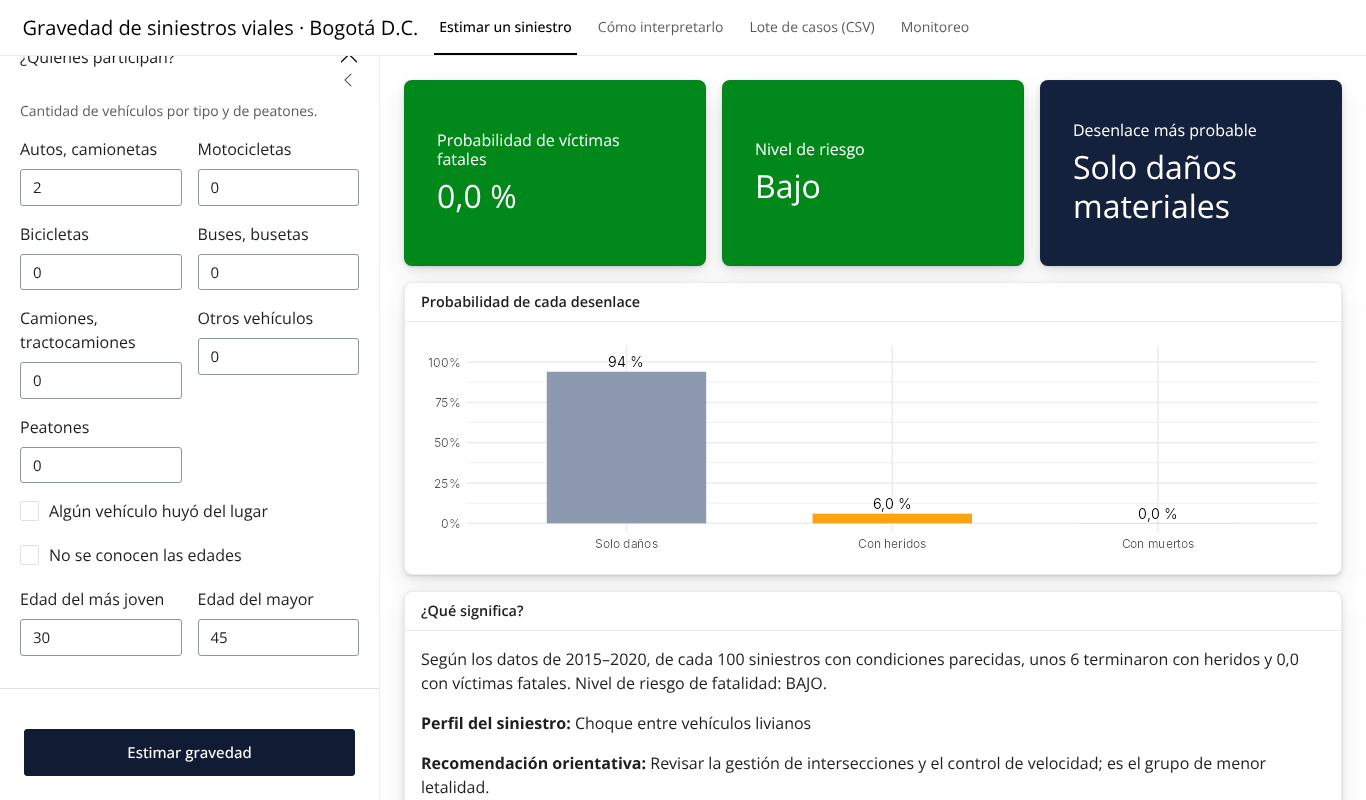 Gravedad de siniestros viales · Bogotá D.C.
Estimar un siniestro
Cómo interpretarlo
Lote de casos (CSV)
Monitoreo
¿Quiénes participan?
Cantidad de vehículos por tipo y de peatones.
Autos, camionetas
Motocicletas
2
0
Bicicletas
Buses, busetas
0
0
Camiones,
tractocamiones
Otros vehículos
0
0
Peatones
0
Algún vehículo huyó del lugar
No se conocen las edades
Edad del más joven
Edad del mayor
30
45
Estimar gravedad
Probabilidad de víctimas
fatales
0,0 %
Nivel de riesgo
Bajo
Desenlace más probable
Solo daños
materiales
Probabilidad de cada desenlace
100%
75%
50%
25%
0%
94 %
6,0 %
0,0 %
Solo daños
Con heridos
Con muertos
¿Qué significa?
Según los datos de 2015–2020, de cada 100 siniestros con condiciones parecidas, unos 6 terminaron con heridos y 0,0
con víctimas fatales. Nivel de riesgo de fatalidad: BAJO.
Perfil del siniestro: Choque entre vehículos livianos
Recomendación orientativa: Revisar la gestión de intersecciones y el control de velocidad; es el grupo de menor
letalidad.